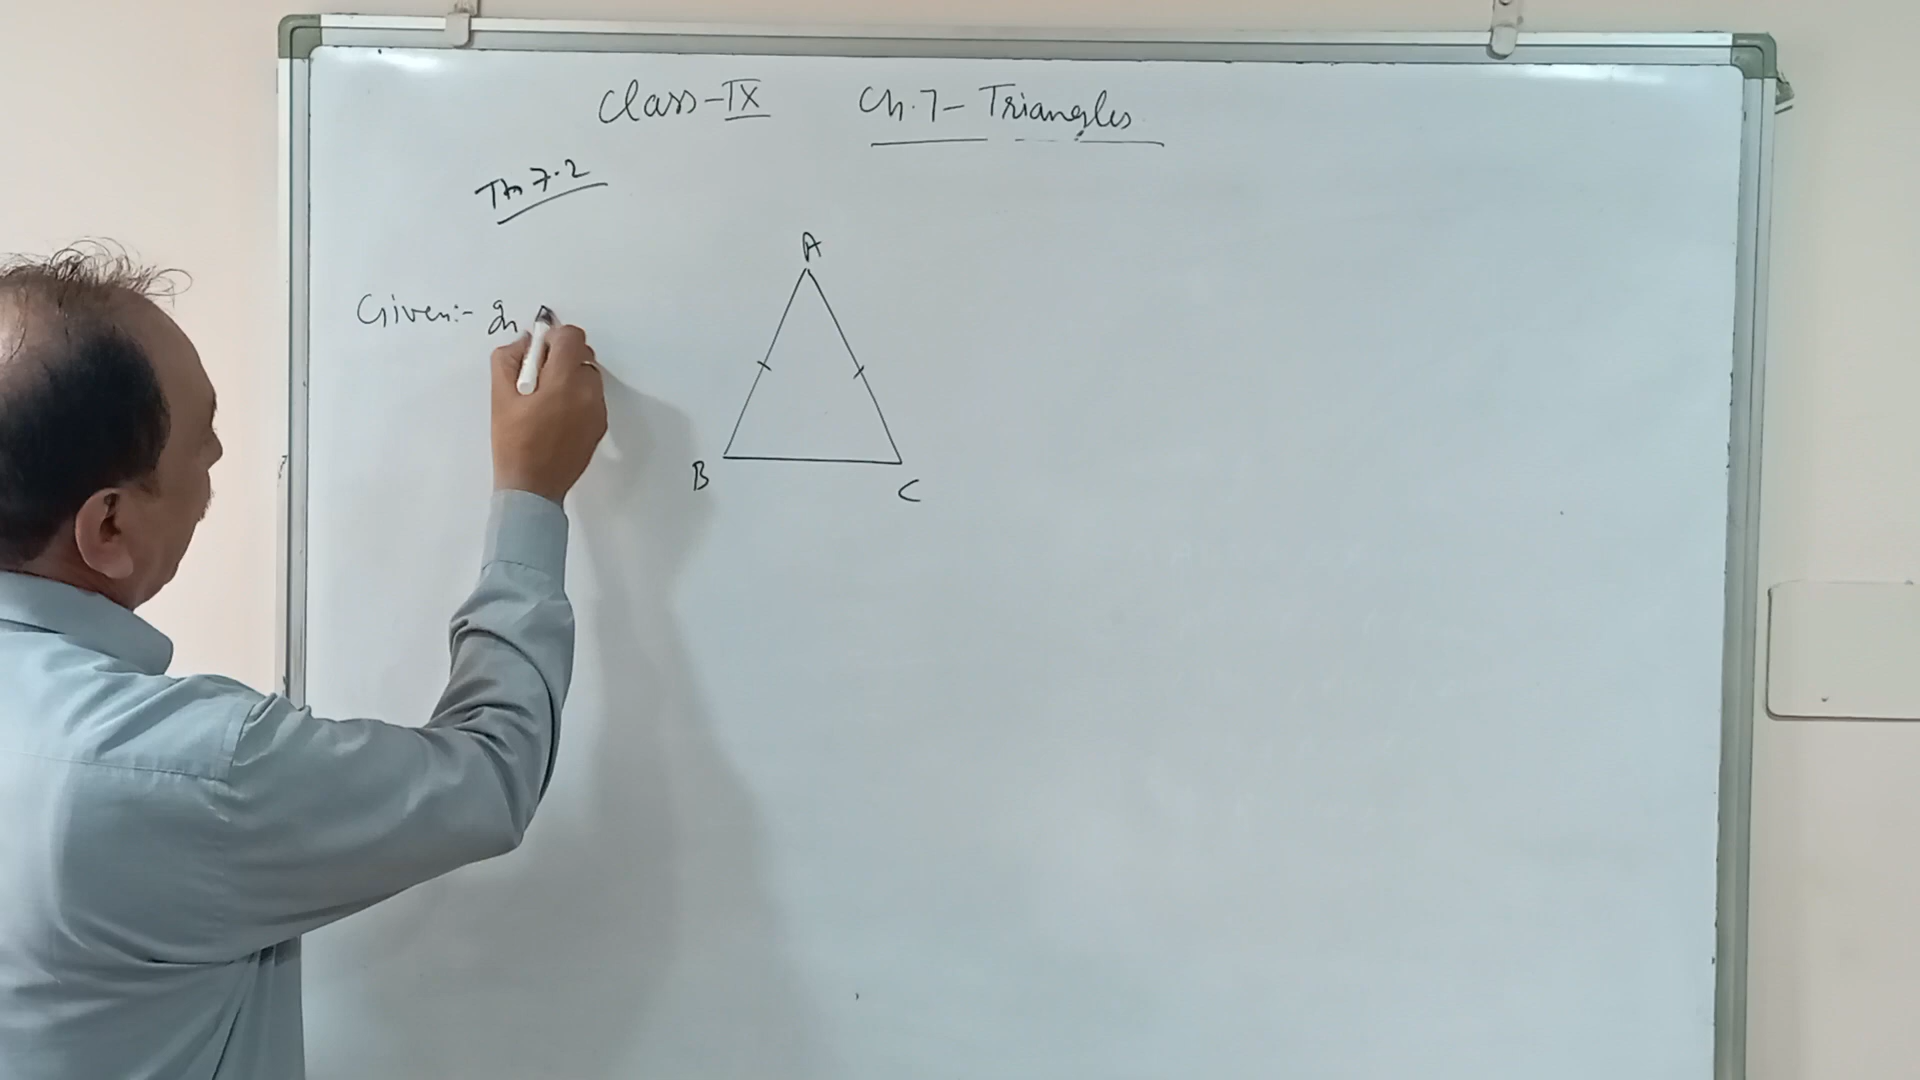 Class-IX Ch.7- Triangles
Th 7.2
A
Given:- In
B
C